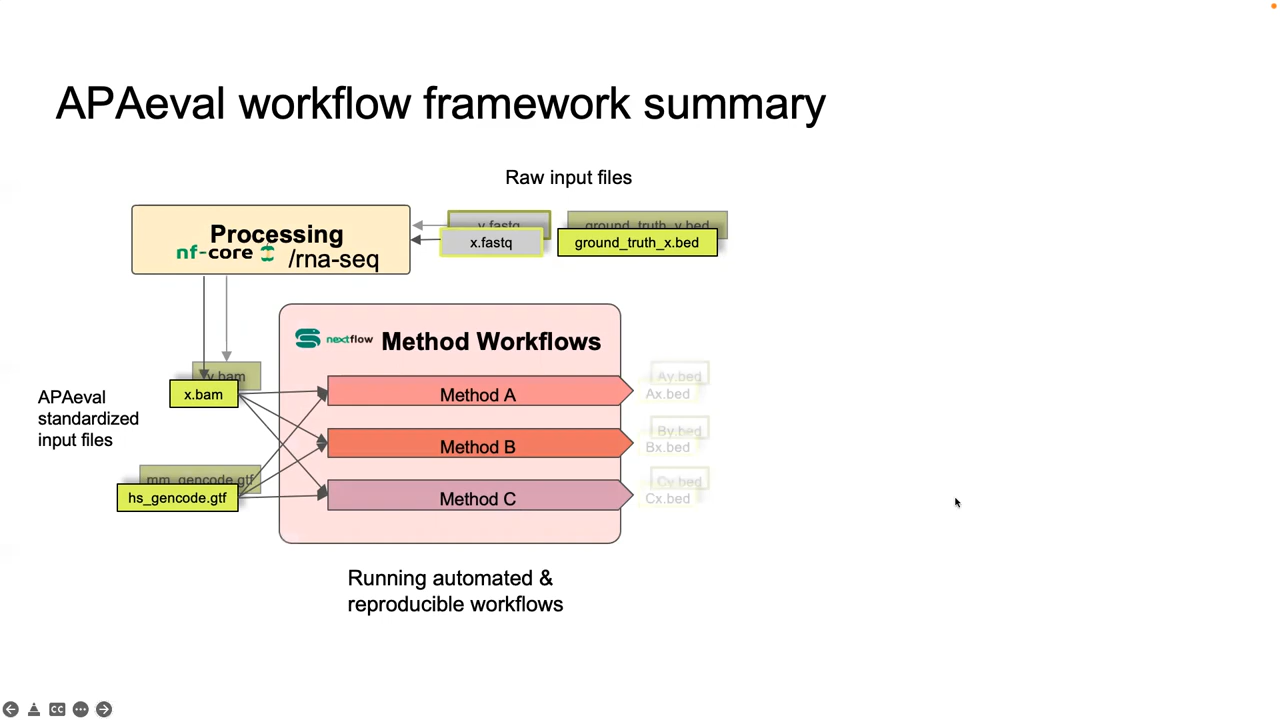 APAeval workflow framework summary
Raw input files
y.fastq
ground_truth_y.bed
x.fastq
ground_truth_x.bed
Processing
nf-core
/rna-seq
nextflow
Method Workflows
y.bam
x.bam
APAeval
standardized
input files
mm_gencode.gtf
hs_gencode.gtf
Method A
Method B
Method C
Ay.bed
Ax.bed
By.bed
Bx.bed
Cy.bed
Cx.bed
Running automated &
reproducible workflows
CC